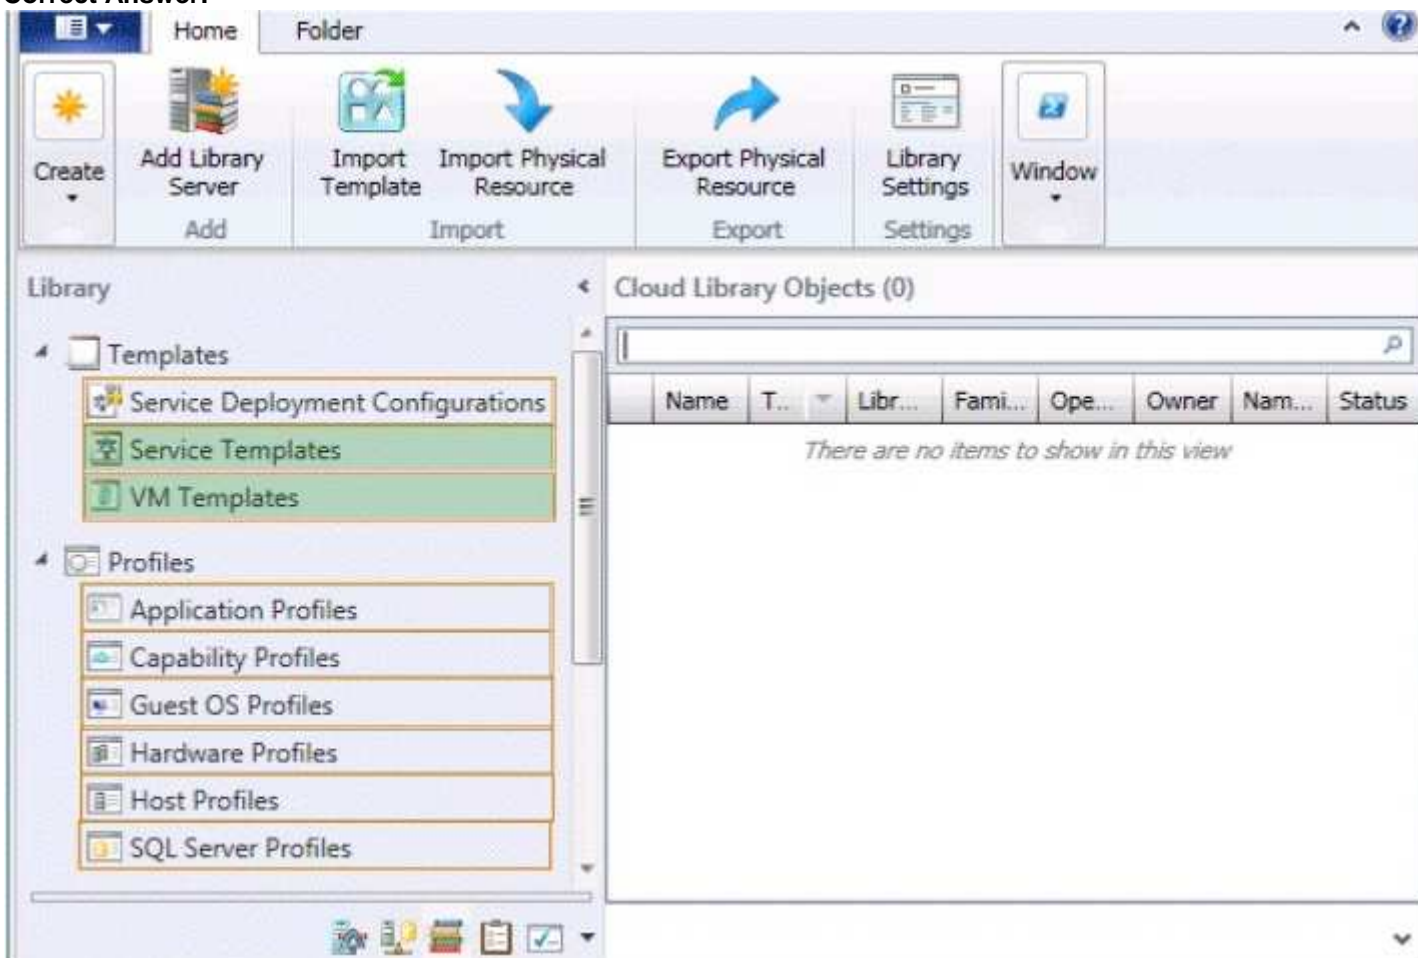 Correct Answer:
Home Folder
Create
Add Library Server
Import Template
Import Physical Resource
Export Physical Resource
Library Settings
Window
Add
Import
Export
Settings
Library
Templates
Service Deployment Configurations
Service Templates
VM Templates
Profiles
Application Profiles
Capability Profiles
Guest OS Profiles
Hardware Profiles
Host Profiles
SQL Server Profiles
Cloud Library Objects (0)
Name T... Libr... Fami... Ope... Owner Nam... Status
There are no items to show in this view